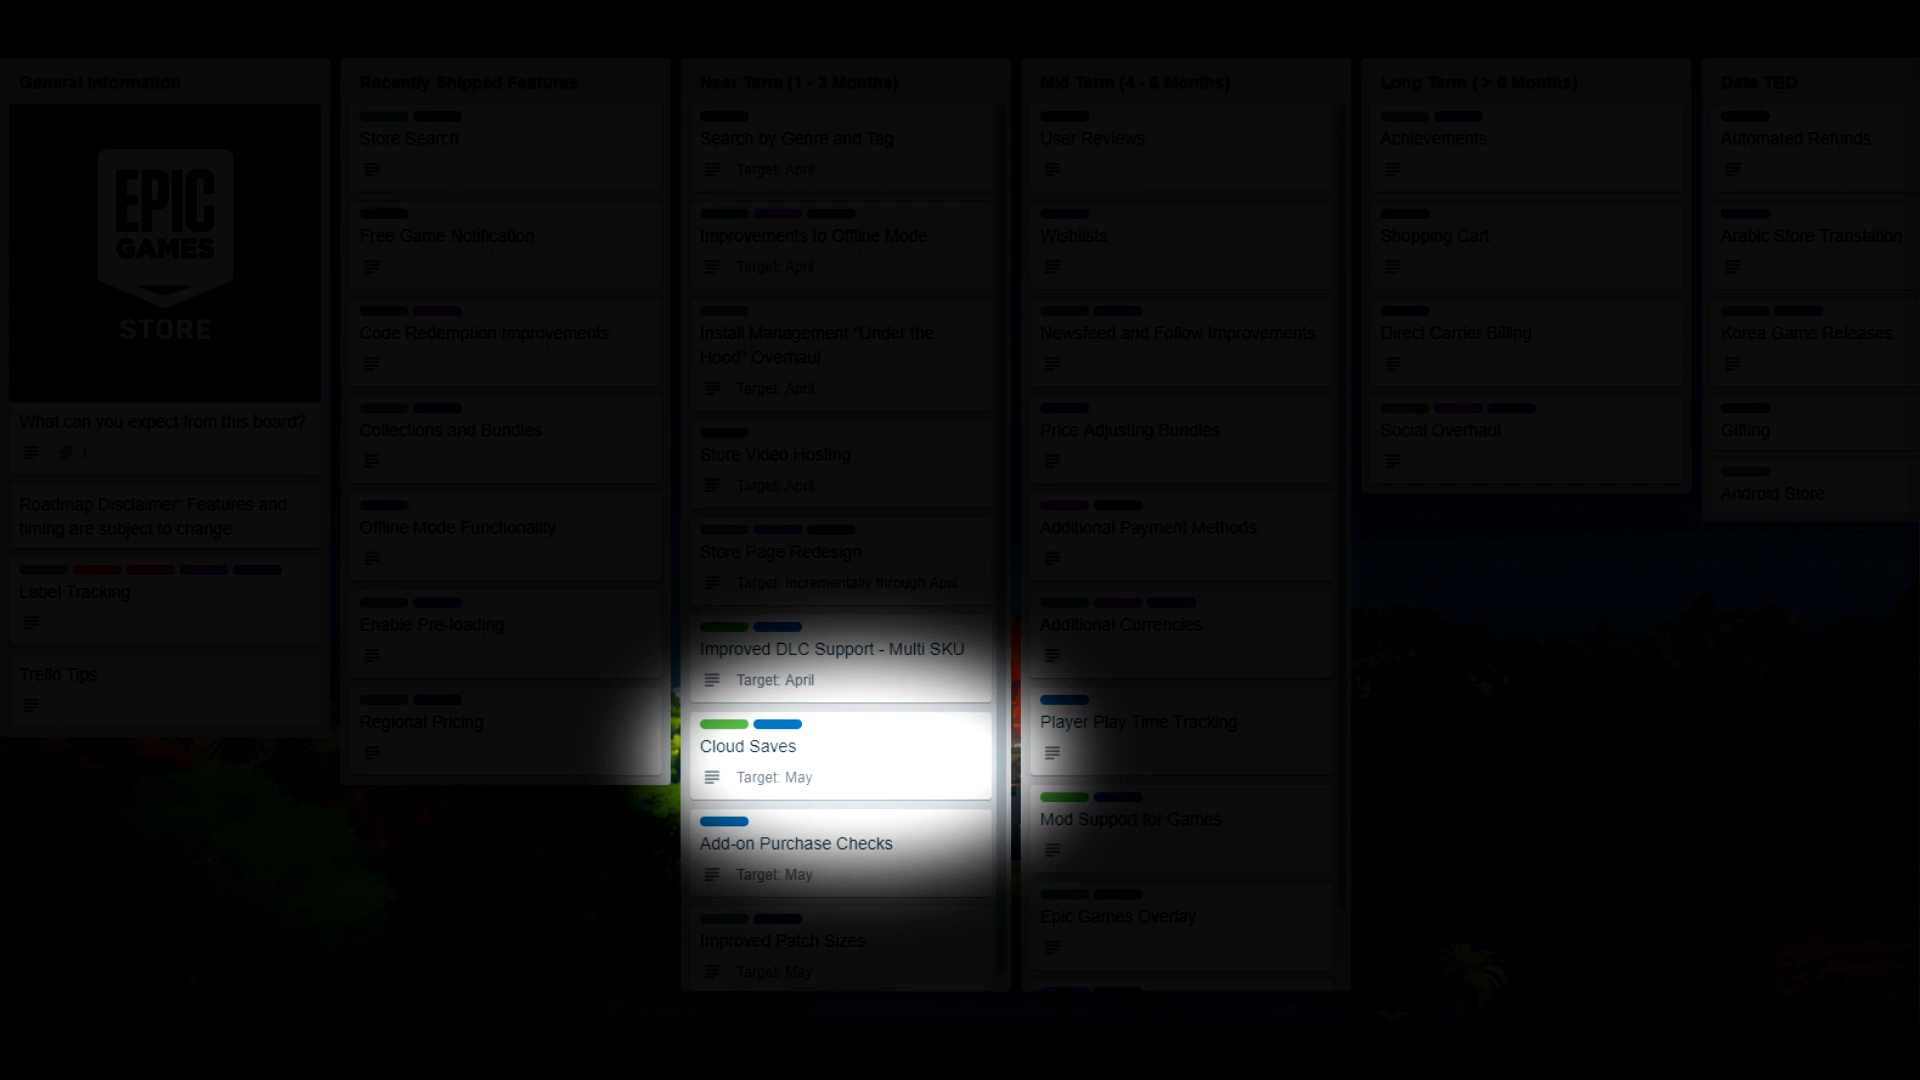 General Information
EPIC
GAMES
STORE
What can you expect from this board?
1
Roadmap Disclaimer: Features and
timing are subject to change.
Label Tracking
Trello Tips
Recently Shipped Features
Store Search
Free Game Notification
Code Redemption Improvements
Collections and Bundles
Offline Mode Functionality
Enable Pre-loading
Regional Pricing
Near Term (1 - 3 Months)
Search by Genre and Tag
Target: April
Improvements to Offline Mode
Target: April
Install Management "Under the
Hood" Overhaul
Target: April
Store Video Hosting
Target: April
Store Page Redesign
Target: Incrementally through April
Improved DLC Support - Multi SKU
Target: April
Cloud Saves
Target: May
Add-on Purchase Checks
Target: May
Improved Patch Sizes
Target: May
Mid Term (4 - 6 Months)
User Reviews
Wishlists
Newsfeed and Follow Improvements
Price Adjusting Bundles
Additional Payment Methods
Additional Currencies
Player Play Time Tracking
Mod Support for Games
Epic Games Overlay
Long Term ( > 6 Months)
Achievements
Shopping Cart
Direct Carrier Billing
Social Overhaul
Date TBD
Automated Refunds
Arabic Store Translation
Korea Game Releases
Gifting
Android Store